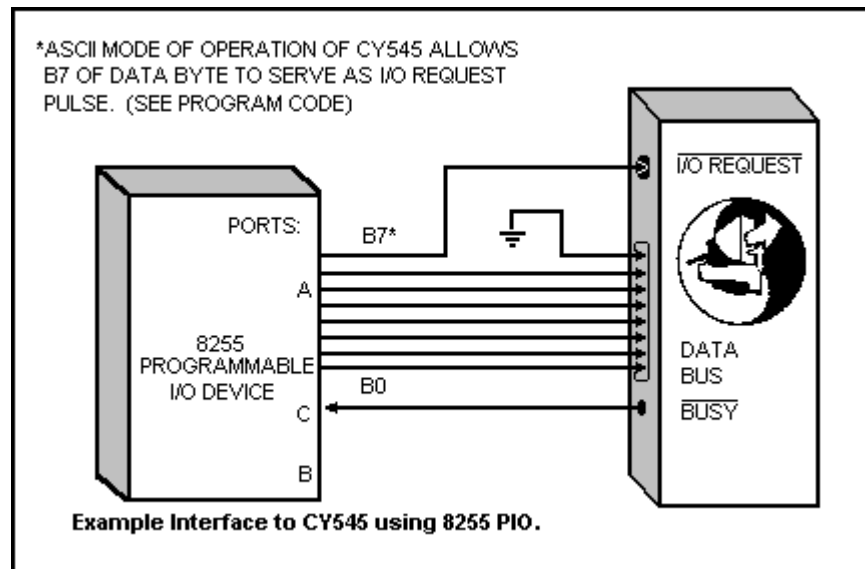 *ASCII MODE OF OPERATION OF CY545 ALLOWS
B7 OF DATA BYTE TO SERVE AS I/O REQUEST
PULSE. (SEE PROGRAM CODE)
I/O REQUEST
PORTS:
B7*
A
8255
PROGRAMMABLE
I/O DEVICE
DATA
BUS
B0
C
BUSY
B
Example Interface to CY545 using 8255 PIO.